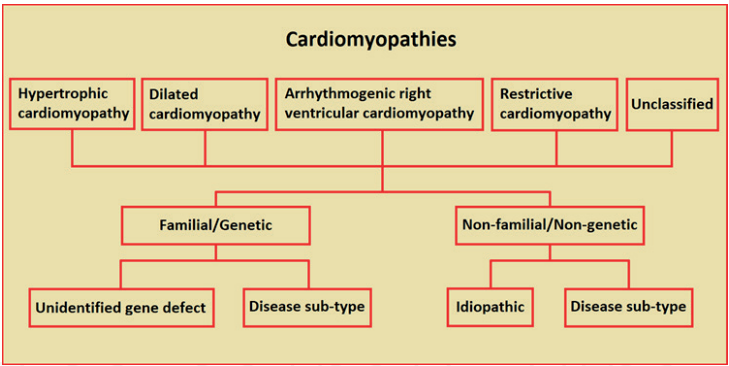 Cardiomyopathies
Hypertrophic
cardiomyopathy
Dilated
cardiomyopathy
Arrhythmogenic right
ventricular cardiomyopathy
Restrictive
cardiomyopathy
Unclassified
Familial/Genetic
Non-familial/Non-genetic
Unidentified gene defect
Disease sub-type
Idiopathic
Disease sub-type